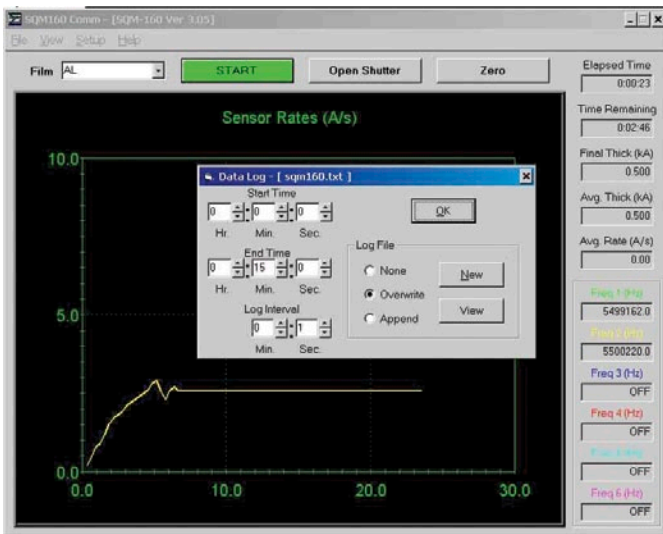 SQM160 Comm - [SQM-160 Ver 3.05]
File View Setup Help
Film AL START Open Shutter Zero
Elapsed Time
0:00:23
Time Remaining
0:02:46
Final Thick (kA)
0.500
Avg. Thick (kA)
0.500
Avg. Rate (A/s)
0.00
Freq 1 (Hz)
5499162.0
Freq 2 (Hz)
5500220.0
Freq 3 (Hz)
OFF
Freq 4 (Hz)
OFF
OFF
Freq 6 (Hz)
OFF
Sensor Rates (A/s)
10.0
5.0
0.0
0.0 10.0 20.0 30.0
Data Log - [ sqm160.txt ]
Start Time
0 : 0 : 0
Hr. Min. Sec.
End Time
0 : 15 : 0
Hr. Min. Sec.
Log Interval
0 : 1
Min. Sec.
OK
Log File
None
Overwrite
Append
New
View